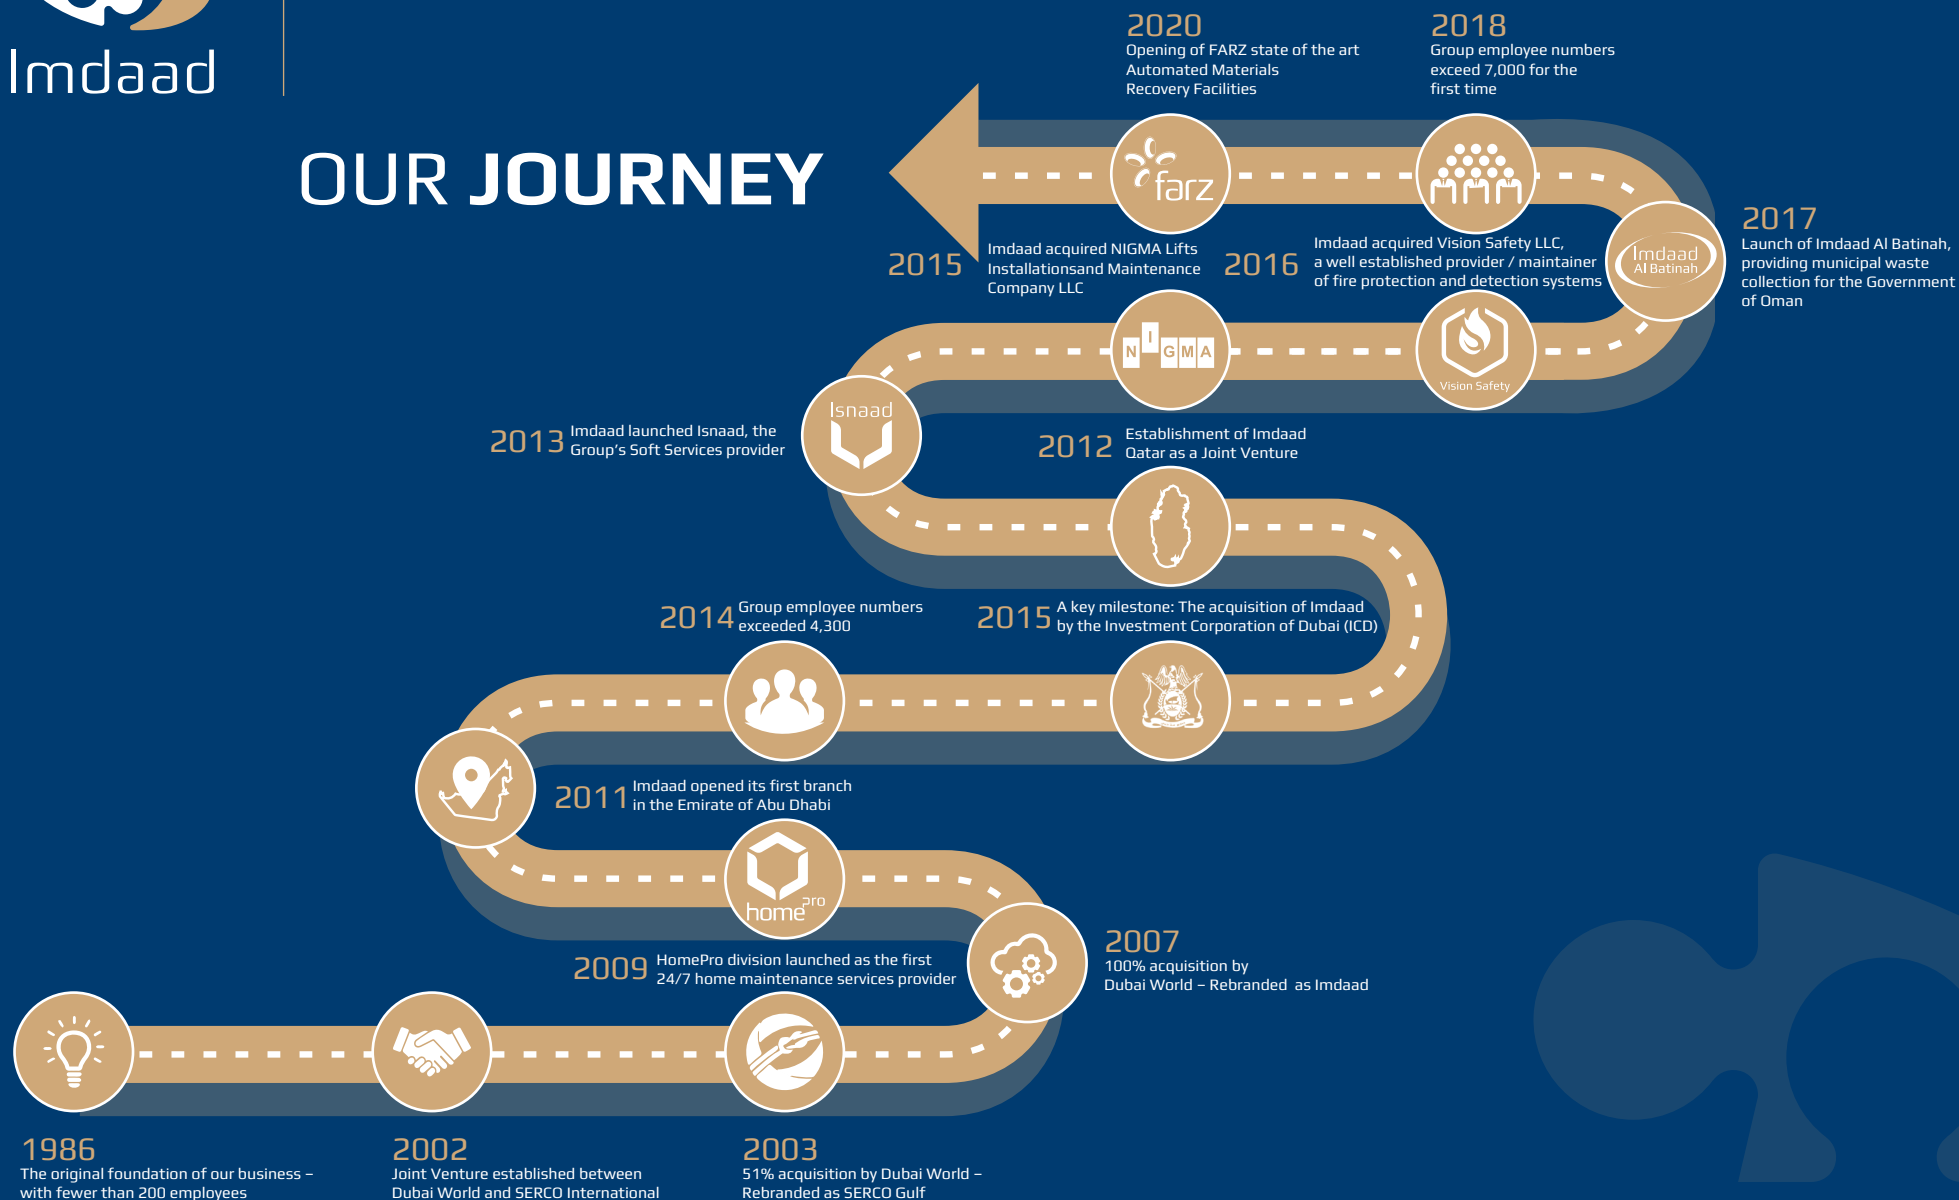 Imdaad
OUR JOURNEY
2020
Opening of FARZ state of the art
Automated Materials
Recovery Facilities
2018
Group employee numbers
exceed 7,000 for the
first time
farz
2017
Launch of Imdaad Al Batinah,
providing municipal waste
collection for the Government
of Oman
Imdaad
Al Batinah
2015
Imdaad acquired NIGMA Lifts
Installationsand Maintenance
Company LLC
2016
Imdaad acquired Vision Safety LLC,
a well established provider / maintainer
of fire protection and detection systems
NIGMA
Vision Safety
Isnaad
2013
Imdaad launched Isnaad, the
Group's Soft Services provider
2012
Establishment of Imdaad
Qatar as a Joint Venture
2014
Group employee numbers
exceeded 4,300
2015
A key milestone: The acquisition of Imdaad
by the Investment Corporation of Dubai (ICD)
2011
Imdaad opened its first branch
in the Emirate of Abu Dhabi
home pro
2009
HomePro division launched as the first
24/7 home maintenance services provider
2007
100% acquisition by
Dubai World – Rebranded as Imdaad
1986
The original foundation of our business –
with fewer than 200 employees
2002
Joint Venture established between
Dubai World and SERCO International
2003
51% acquisition by Dubai World –
Rebranded as SERCO Gulf